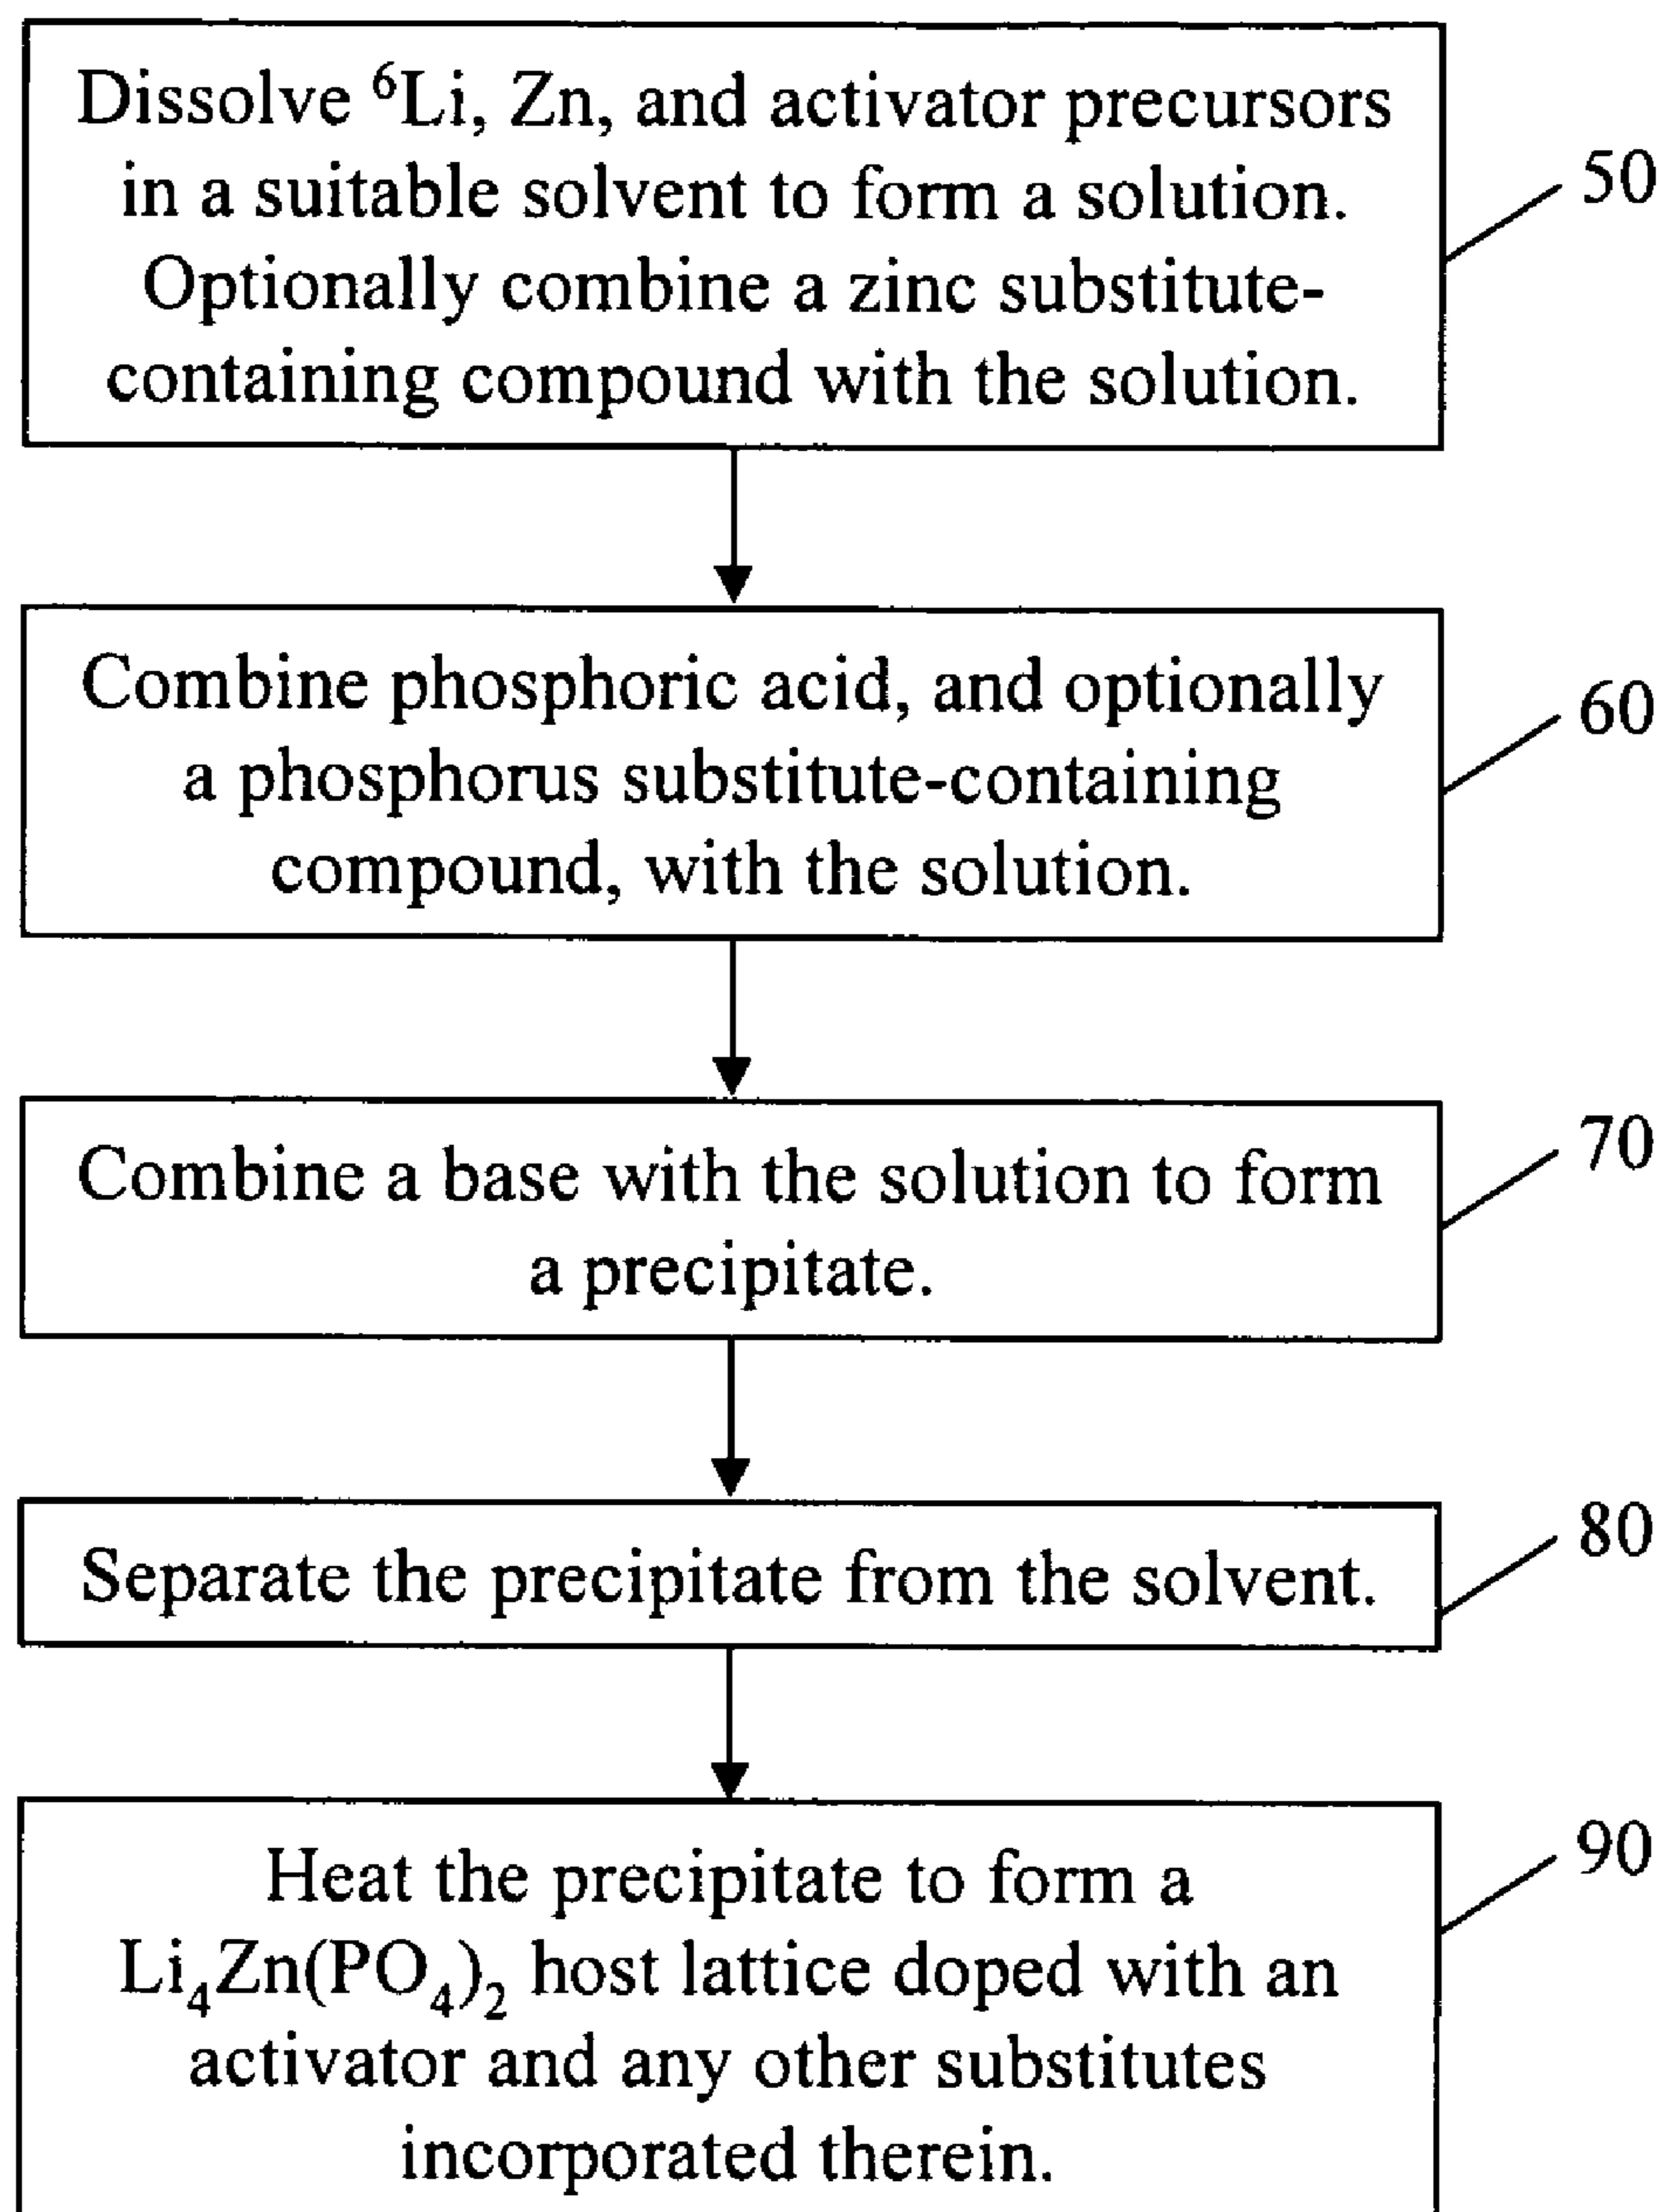 Dissolve ⁶Li, Zn, and activator precursors
in a suitable solvent to form a solution.
Optionally combine a zinc substitute-
containing compound with the solution.
50
Combine phosphoric acid, and optionally
a phosphorus substitute-containing
compound, with the solution.
60
Combine a base with the solution to form
a precipitate.
70
Separate the precipitate from the solvent.
80
Heat the precipitate to form a
Li₄Zn(PO₄)₂ host lattice doped with an
activator and any other substitutes
incorporated therein.
90